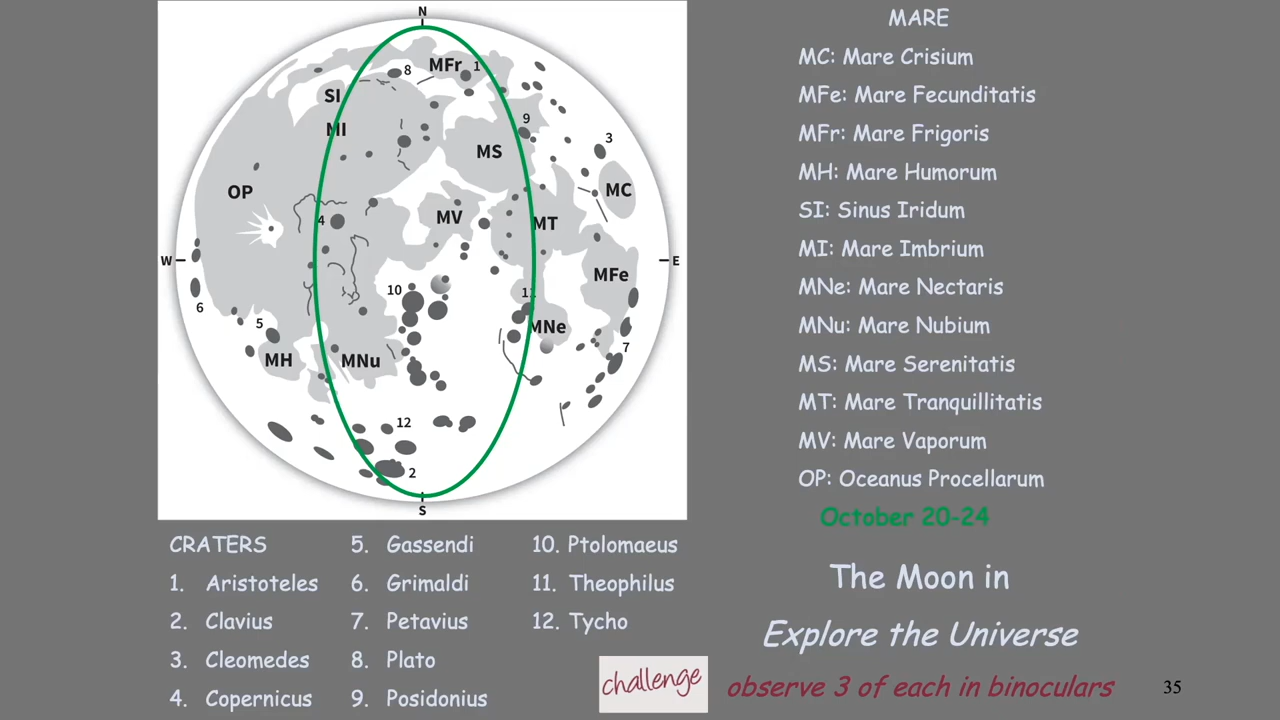 N
MFr
1
8
SI
MI
9
MS
3
OP
MC
4
MV
MT
W
E
MFe
10
11
6
5
MNe
MH
MNu
7
12
2
S
MARE
MC: Mare Crisium
MFe: Mare Fecunditatis
MFr: Mare Frigoris
MH: Mare Humorum
SI: Sinus Iridum
MI: Mare Imbrium
MNe: Mare Nectaris
MNu: Mare Nubium
MS: Mare Serenitatis
MT: Mare Tranquillitatis
MV: Mare Vaporum
OP: Oceanus Procellarum
October 20-24
CRATERS
1. Aristoteles
2. Clavius
3. Cleomedes
4. Copernicus
5. Gassendi
6. Grimaldi
7. Petavius
8. Plato
9. Posidonius
10. Ptolomaeus
11. Theophilus
12. Tycho
The Moon in
Explore the Universe
challenge
observe 3 of each in binoculars
35